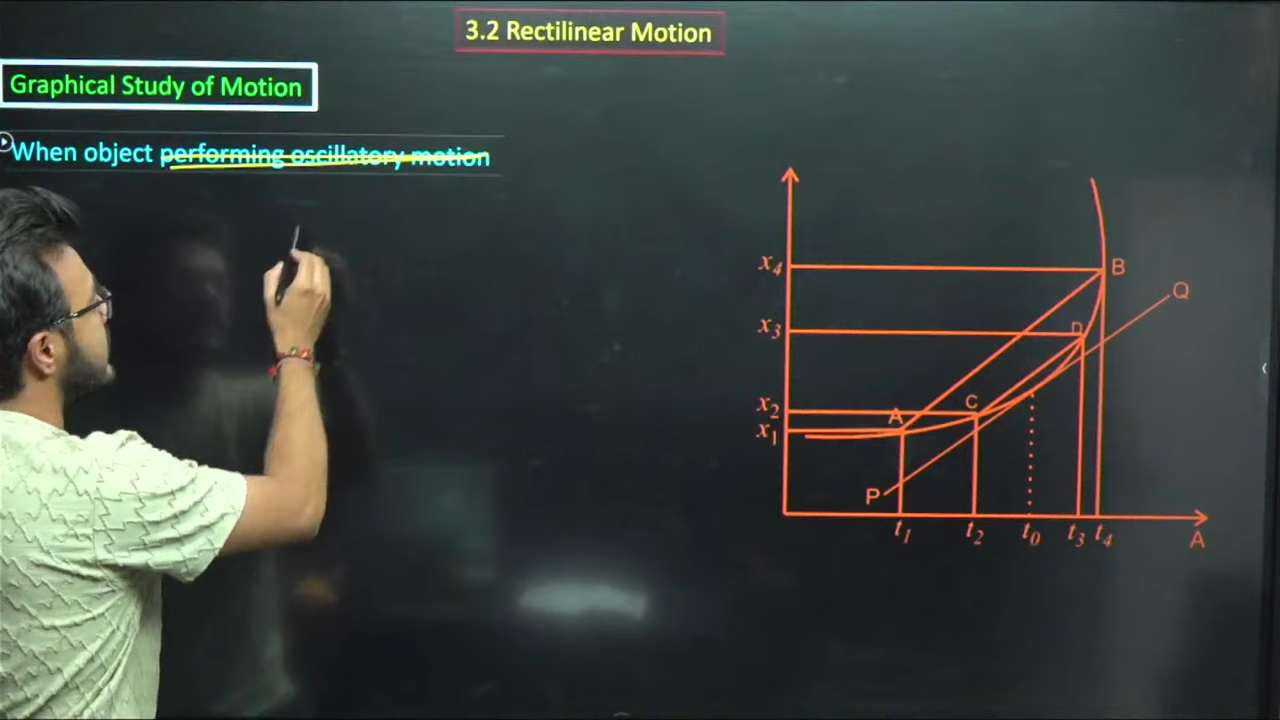 3.2 Rectilinear Motion
Graphical Study of Motion
When object performing oscillatory motion
x4
B
Q
x3
D
x2
C
A
x1
P
t1
t2
t0
t3
t4
A